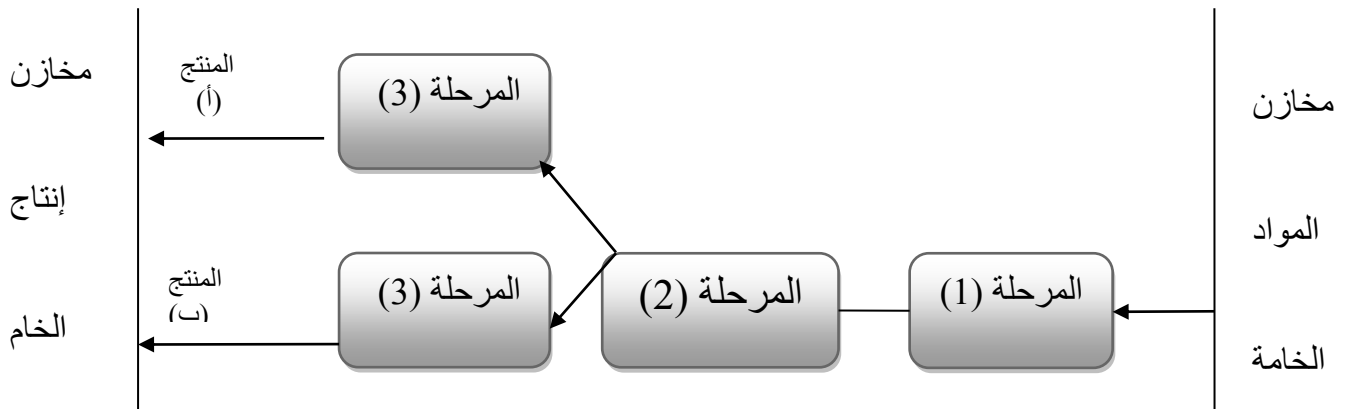 مخازن
المواد
الخامة
المرحلة (1)
المرحلة (2)
المرحلة (3)
المنتج
(أ)
المرحلة (3)
المنتج
(ب)
مخازن
إنتاج
الخام